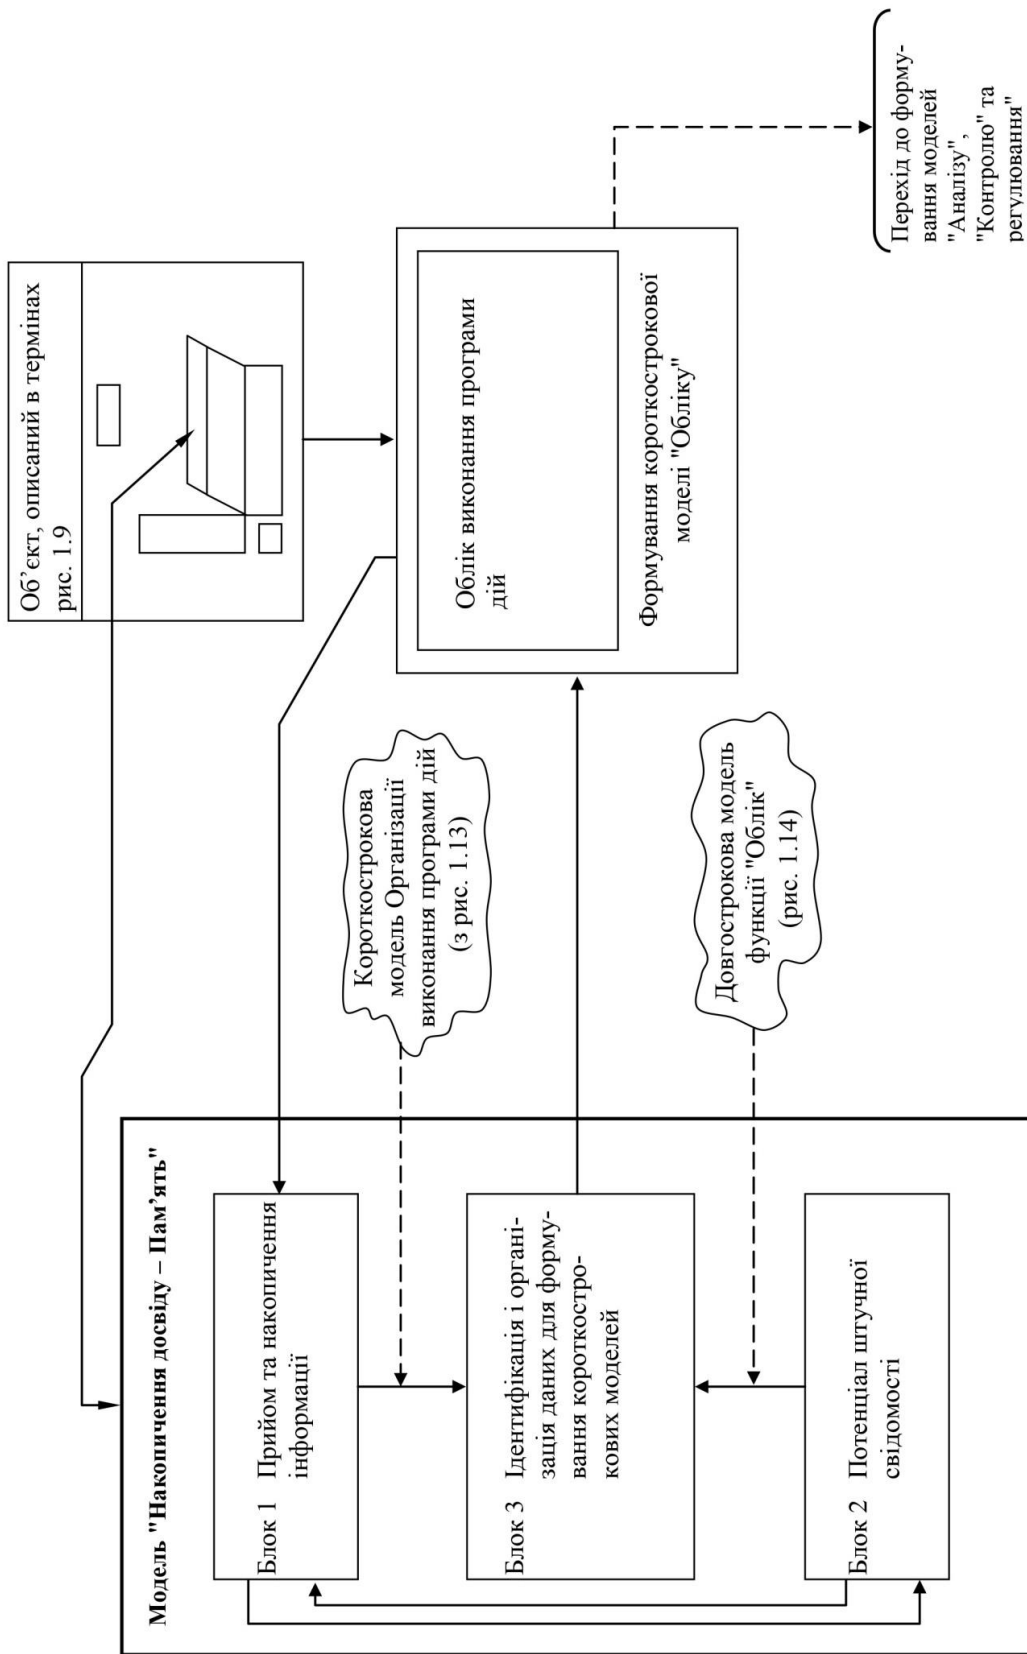 Модель "Накопичення досвіду – Пам’ять"
Блок 1 Прийом та накопичення
інформації
Блок 3 Ідентифікація і органі-
зація даних для форму-
вання короткостро-
кових моделей
Блок 2 Потенціал штучної
свідомості
Короткострокова
модель Організації
виконання програми дій
(з рис. 1.13)
Довгострокова модель
функції "Облік"
(рис. 1.14)
Об’єкт, описаний в термінах
рис. 1.9
Облік виконання програми
дій
Формування короткострокової
моделі "Обліку"
Перехід до форму-
вання моделей
"Аналізу",
"Контролю" та
регулювання"